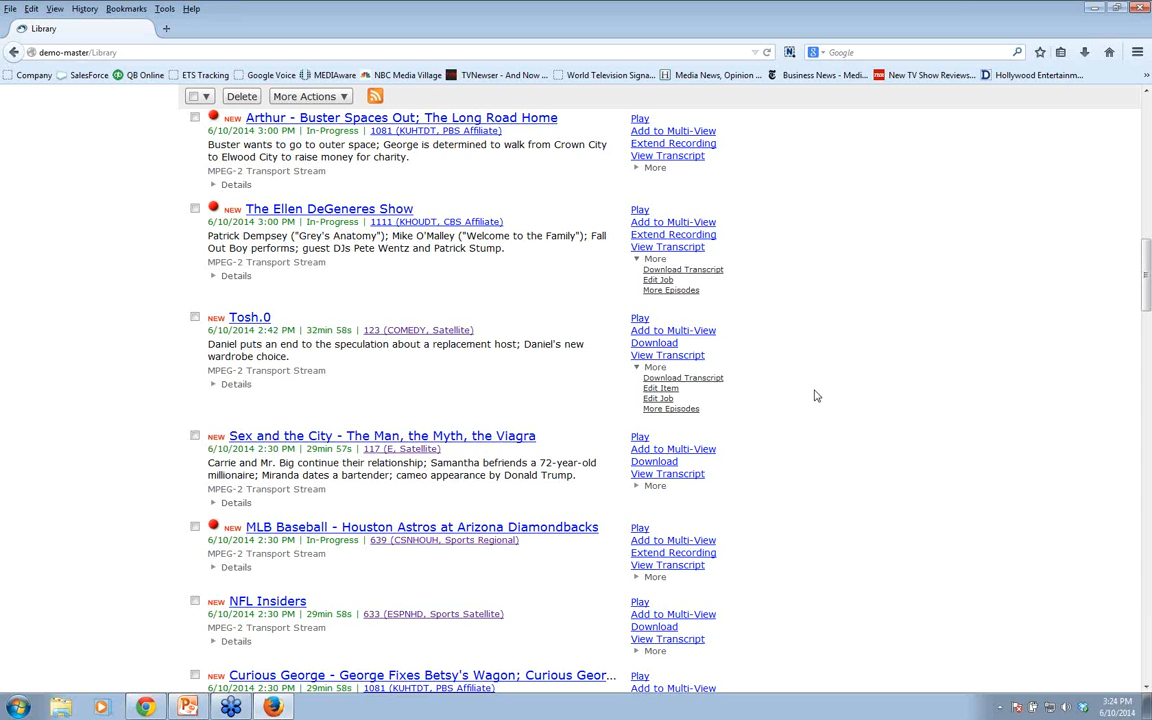 File Edit View History Bookmarks Tools Help
Library
demo-master/Library
Google
Company SalesForce QB Online ETS Tracking Google Voice MEDIAware NBC Media Village TVNewser - And Now ... World Television Signa... Media News, Opinion ... Business News - Medi... New TV Show Reviews... Hollywood Entertainm...
Delete More Actions ▼
NEW Arthur - Buster Spaces Out; The Long Road Home
Play
6/10/2014 3:00 PM | In-Progress | 1081 (KUHTDT, PBS Affiliate)
Add to Multi-View
Buster wants to go to outer space; George is determined to walk from Crown City
Extend Recording
to Elwood City to raise money for charity.
View Transcript
MPEG-2 Transport Stream
More
Details
NEW The Ellen DeGeneres Show
Play
6/10/2014 3:00 PM | In-Progress | 1111 (KHOUDT, CBS Affiliate)
Add to Multi-View
Patrick Dempsey ("Grey's Anatomy"); Mike O'Malley ("Welcome to the Family"); Fall
Extend Recording
Out Boy performs; guest DJs Pete Wentz and Patrick Stump.
View Transcript
MPEG-2 Transport Stream
More
Details
Download Transcript
Edit Job
More Episodes
NEW Tosh.0
Play
6/10/2014 2:42 PM | 32min 58s | 123 (COMEDY, Satellite)
Add to Multi-View
Daniel puts an end to the speculation about a replacement host; Daniel's new
Download
wardrobe choice.
View Transcript
MPEG-2 Transport Stream
More
Details
Download Transcript
Edit Item
Edit Job
More Episodes
NEW Sex and the City - The Man, the Myth, the Viagra
Play
6/10/2014 2:30 PM | 29min 57s | 117 (E, Satellite)
Add to Multi-View
Carrie and Mr. Big continue their relationship; Samantha befriends a 72-year-old
Download
millionaire; Miranda dates a bartender; cameo appearance by Donald Trump.
View Transcript
MPEG-2 Transport Stream
More
Details
NEW MLB Baseball - Houston Astros at Arizona Diamondbacks
Play
6/10/2014 2:30 PM | In-Progress | 639 (CSNHOUH, Sports Regional)
Add to Multi-View
MPEG-2 Transport Stream
Extend Recording
Details
View Transcript
More
NEW NFL Insiders
Play
6/10/2014 2:30 PM | 29min 58s | 633 (ESPNHD, Sports Satellite)
Add to Multi-View
MPEG-2 Transport Stream
Download
Details
View Transcript
More
NEW Curious George - George Fixes Betsy's Wagon; Curious Geor...
Play
6/10/2014 2:30 PM | 29min 58s | 1081 (KUHTDT, PBS Affiliate)
Add to Multi-View
3:24 PM
6/10/2014